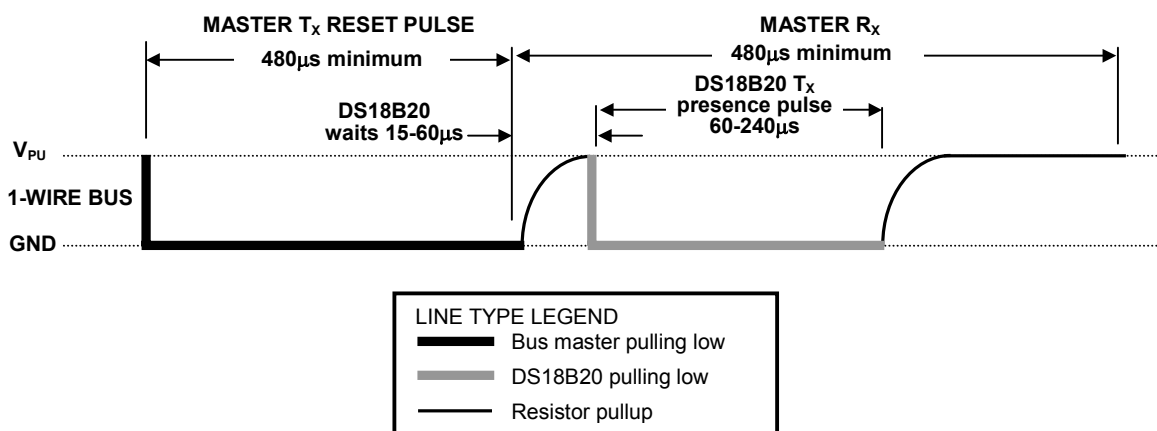 MASTER TX RESET PULSE
480μs minimum
MASTER RX
480μs minimum
DS18B20
waits 15-60μs
DS18B20 TX
presence pulse
60-240μs
VPU
1-WIRE BUS
GND
LINE TYPE LEGEND
Bus master pulling low
DS18B20 pulling low
Resistor pullup